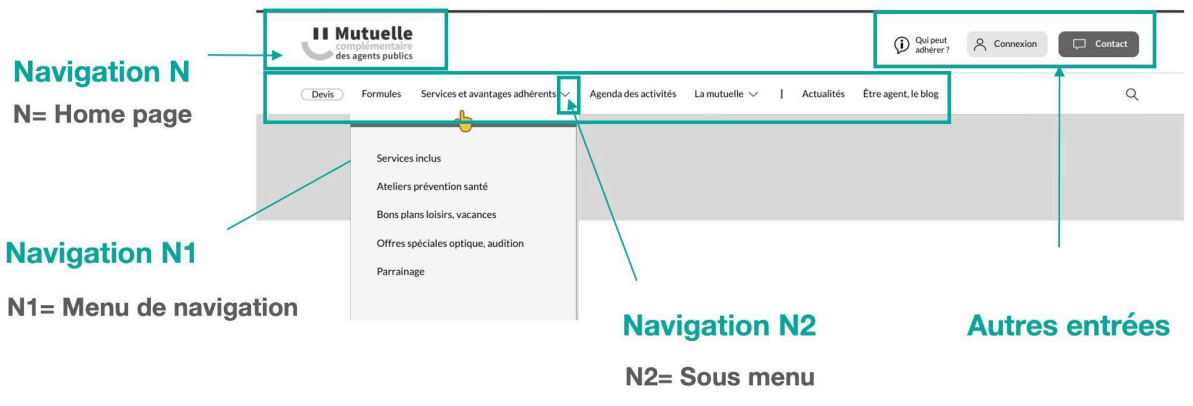 Mutuelle
complémentaire
des agents publics
Qui peut
adhérer ?
Connexion
Contact
Navigation N
N= Home page
Devis
Formules
Services et avantages adhérents
Agenda des activités
La mutuelle
|
Actualités
Être agent, le blog
Services inclus
Ateliers prévention santé
Bons plans loisirs, vacances
Offres spéciales optique, audition
Parrainage
Navigation N1
N1= Menu de navigation
Navigation N2
N2= Sous menu
Autres entrées